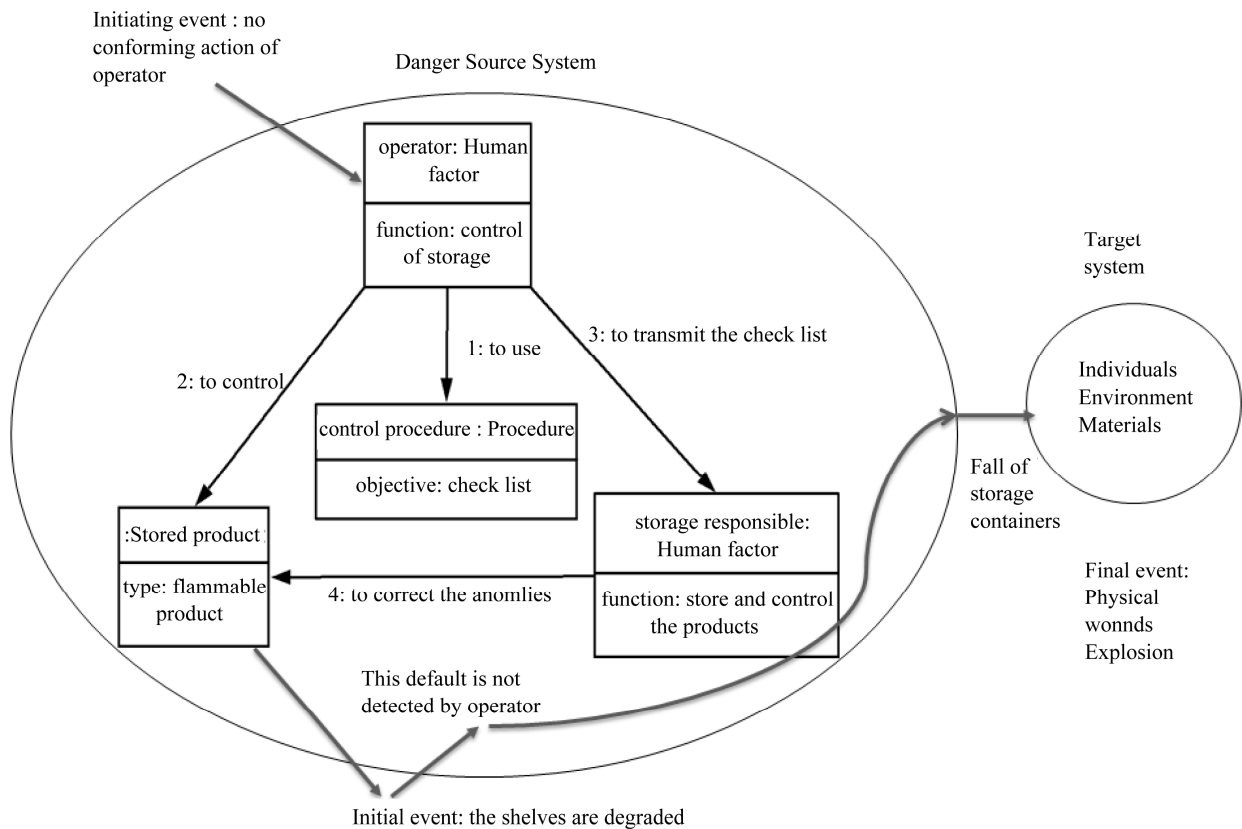 Initiating event : no
conforming action of
operator
Danger Source System
operator: Human
factor
function: control
of storage
Target
system
3: to transmit the check list
1: to use
2: to control
Individuals
Environment
Materials
control procedure : Procedure
objective: check list
Fall of
storage
containers
:Stored product:
type: flammable
product
storage responsible:
Human factor
function: store and control
the products
4: to correct the anomlies
Final event:
Physical
wonnds
Explosion
This default is not
detected by operator
Initial event: the shelves are degraded